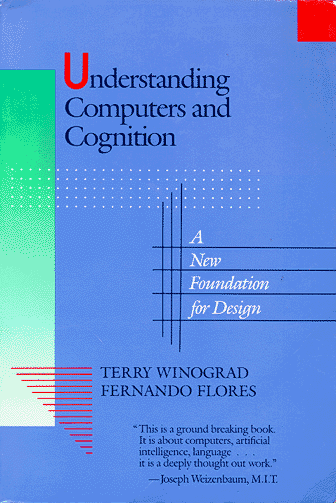 Understanding
Computers and
Cognition
A
New
Foundation
for Design
TERRY WINOGRAD
FERNANDO FLORES
“This is a ground breaking book.
It is about computers, artificial
intelligence, language . . .
it is a deeply thought out work.”
—Joseph Weizenbaum, M.I.T.